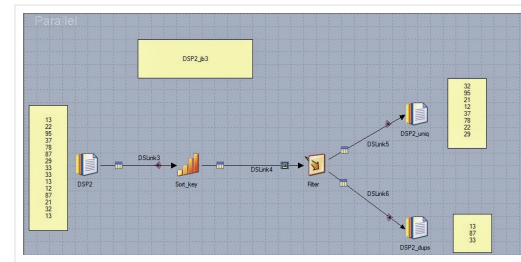 Parallel
DSP2_jb3
13
22
95
37
78
87
29
33
33
13
12
87
21
32
13
DSP2
DSLink3
Sort_key
DSLink4
Filter
DSLink5
DSP2_uniq
32
95
21
12
37
78
22
29
DSLink6
DSP2_dups
13
87
33